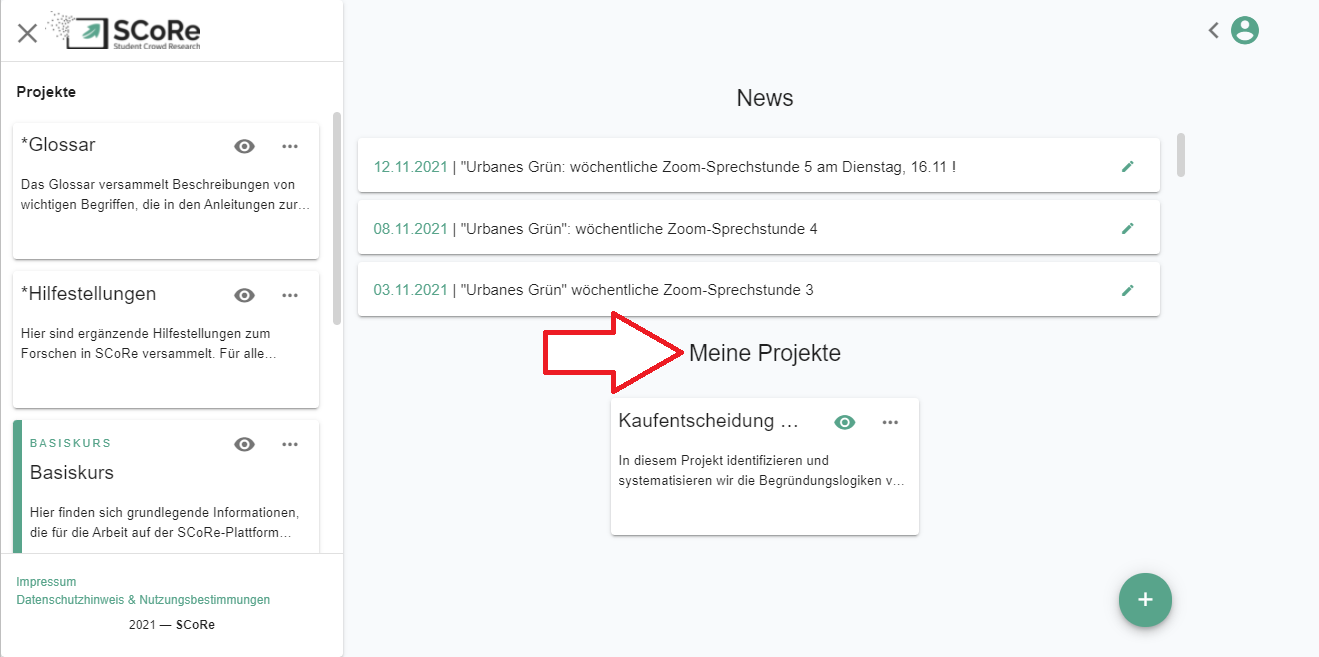 SCoRe
Student Crowd Research
Projekte
*Glossar
Das Glossar versammelt Beschreibungen von
wichtigen Begriffen, die in den Anleitungen zur…
*Hilfestellungen
Hier sind ergänzende Hilfestellungen zum
Forschen in SCoRe versammelt. Für alle…
BASISKURS
Basiskurs
Hier finden sich grundlegende Informationen,
die für die Arbeit auf der SCoRe-Plattform…
Impressum
Datenschutzhinweis & Nutzungsbestimmungen
2021 — SCoRe
News
12.11.2021 | "Urbanes Grün: wöchentliche Zoom-Sprechstunde 5 am Dienstag, 16.11 !
08.11.2021 | "Urbanes Grün": wöchentliche Zoom-Sprechstunde 4
03.11.2021 | "Urbanes Grün" wöchentliche Zoom-Sprechstunde 3
Meine Projekte
Kaufentscheidung …
In diesem Projekt identifizieren und
systematisieren wir die Begründungslogiken v…